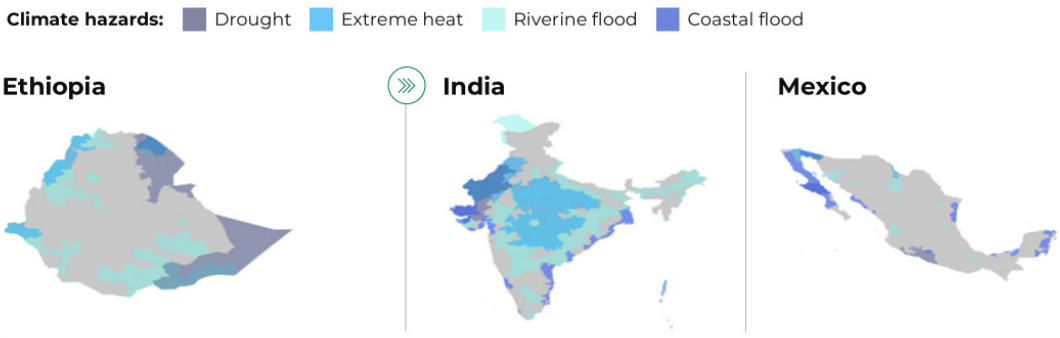 Climate hazards: Drought Extreme heat Riverine flood Coastal flood
Ethiopia
India
Mexico